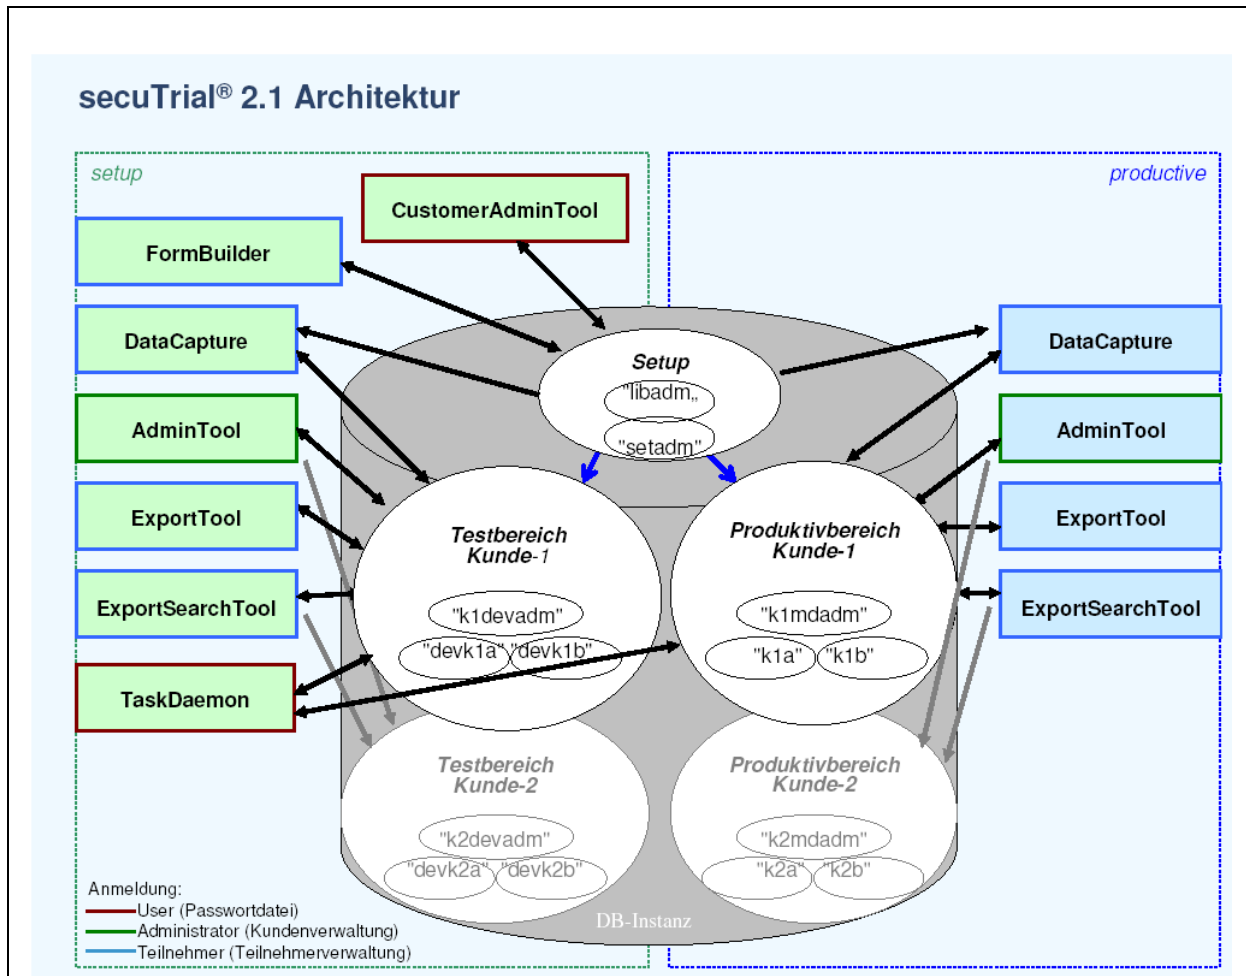 secuTrial® 2.1 Architektur
setup
productive
CustomerAdminTool
FormBuilder
DataCapture
AdminTool
ExportTool
ExportSearchTool
TaskDaemon
Setup
"libadm„
"setadm"
DataCapture
AdminTool
ExportTool
ExportSearchTool
Testbereich
Kunde-1
"k1devadm"
"devk1a" "devk1b"
Produktivbereich
Kunde-1
"k1mdadm"
"k1a" "k1b"
Testbereich
Kunde-2
"k2devadm"
"devk2a" "devk2b"
Produktivbereich
Kunde-2
"k2mdadm"
"k2a" "k2b"
DB-Instanz
Anmeldung:
User (Passwortdatei)
Administrator (Kundenverwaltung)
Teilnehmer (Teilnehmerverwaltung)